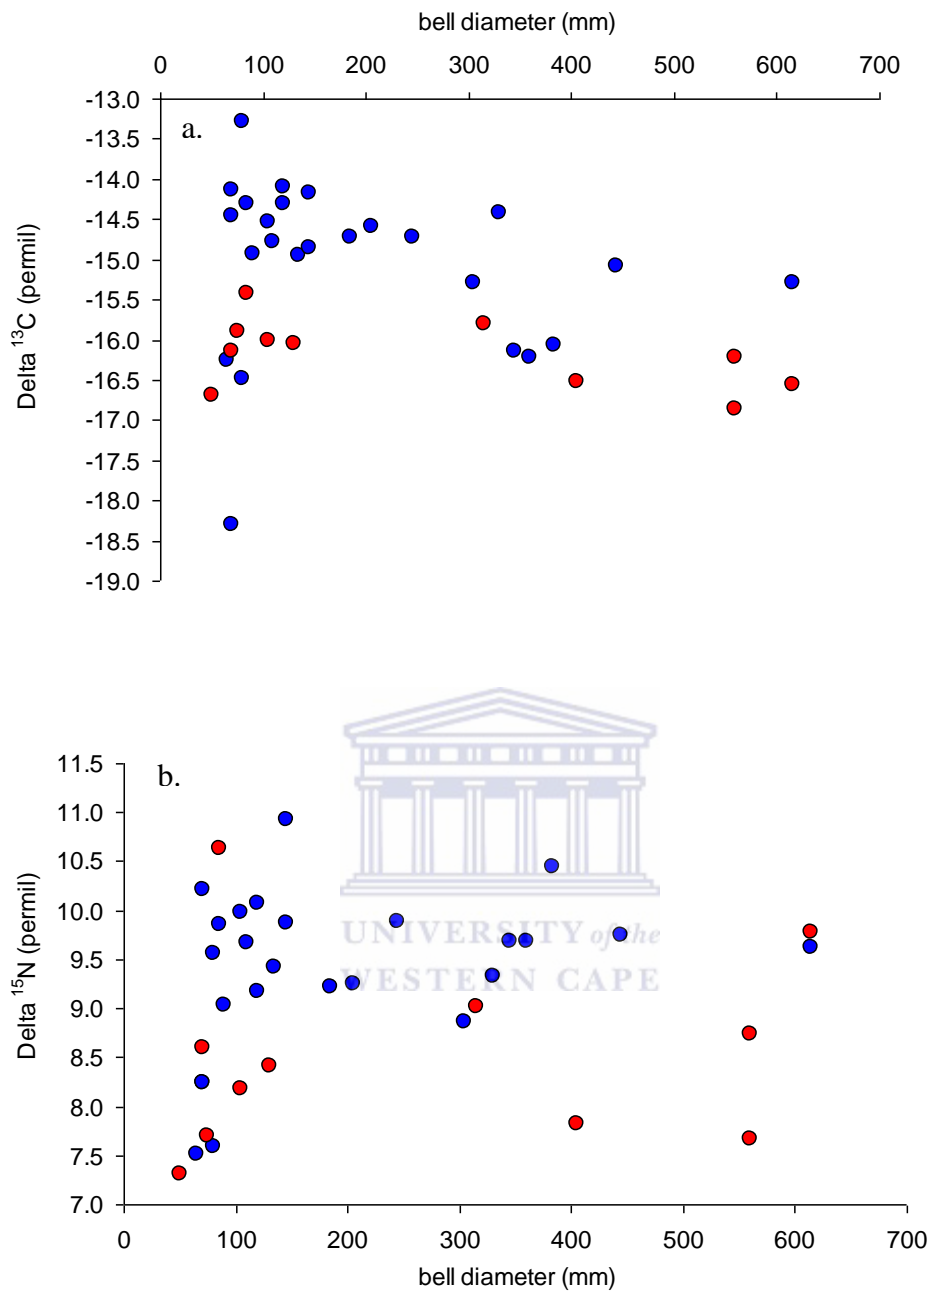 bell diameter (mm)
0 100 200 300 400 500 600 700
-13.0
a.
-13.5
-14.0
-14.5
-15.0
-15.5
-16.0
-16.5
-17.0
-17.5
-18.0
-18.5
-19.0
Delta ¹³C (permil)
11.5
b.
11.0
10.5
10.0
9.5
9.0
8.5
8.0
7.5
7.0
Delta ¹⁵N (permil)
UNIVERSITY of the
WESTERN CAPE
0 100 200 300 400 500 600 700
bell diameter (mm)